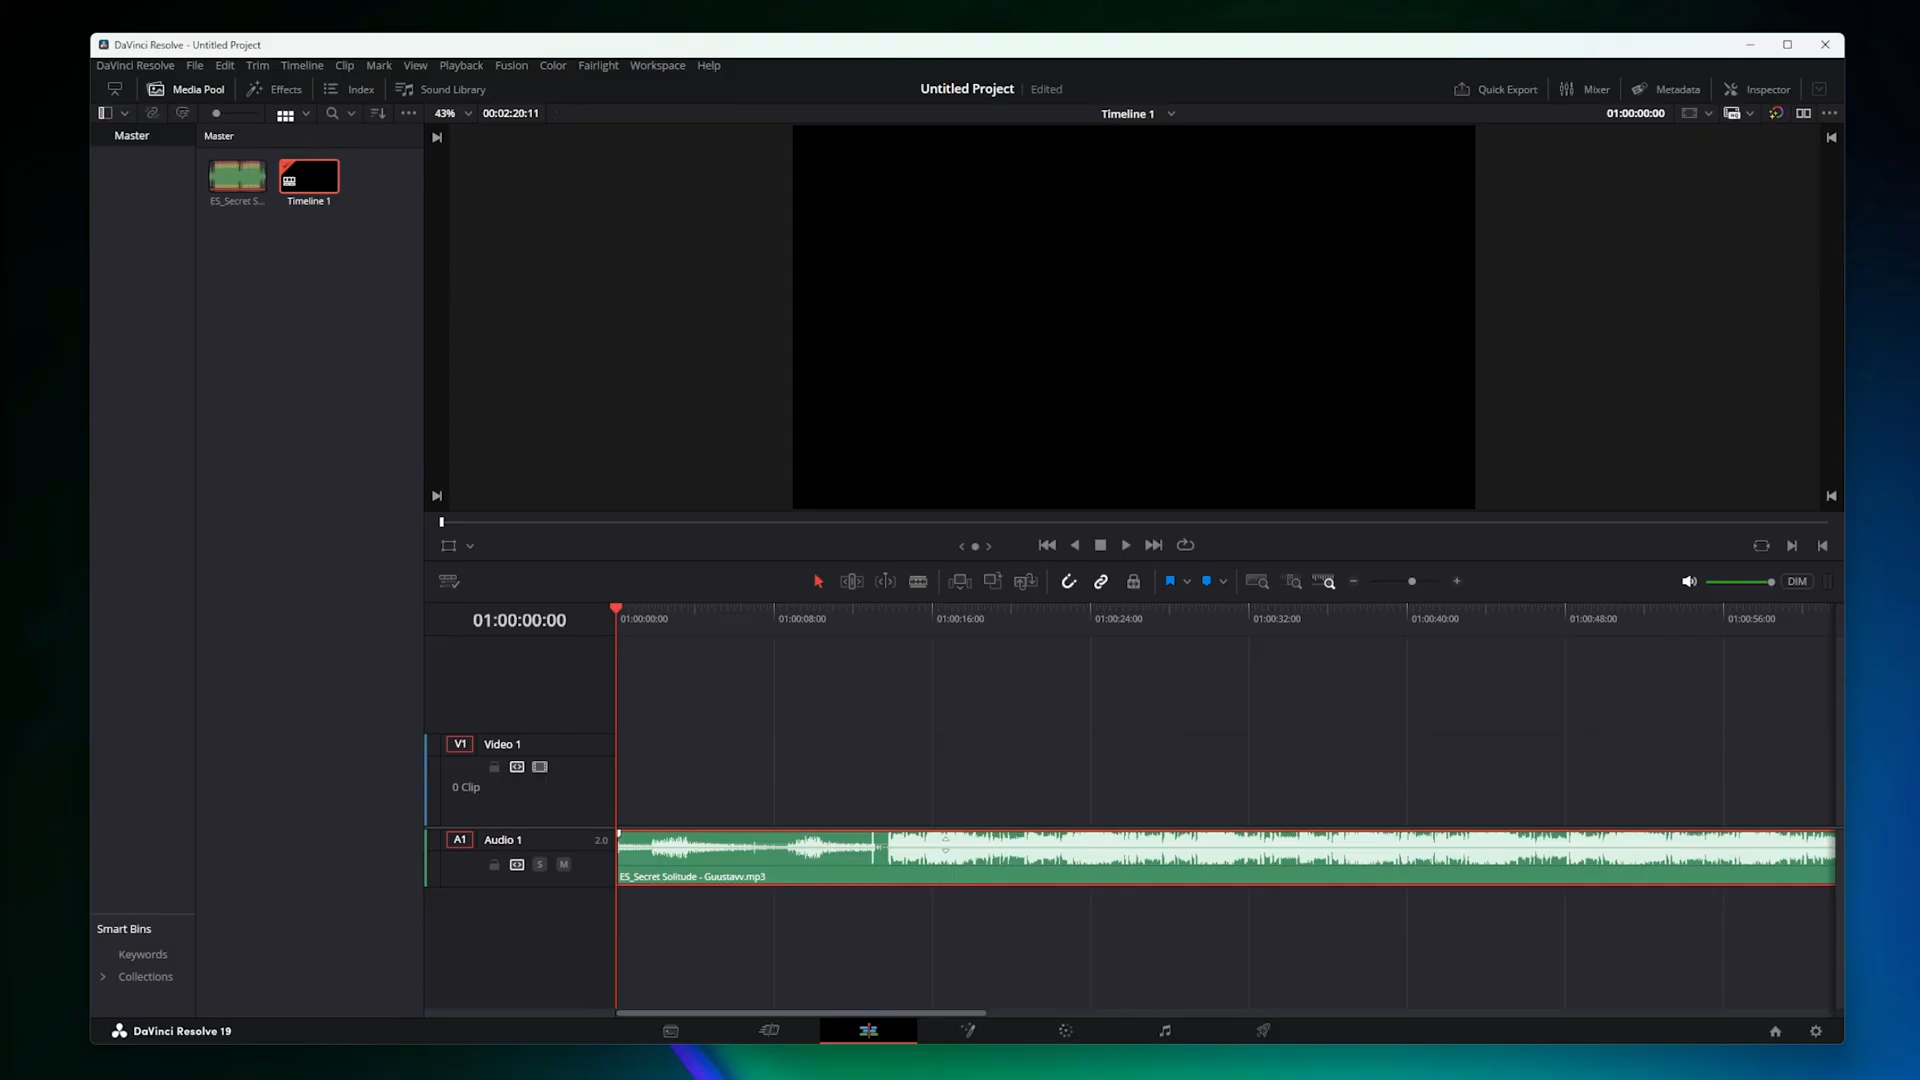 DaVinci Resolve - Untitled Project
DaVinci Resolve File Edit Trim Timeline Clip Mark View Playback Fusion Color Fairlight Workspace Help
Media Pool Effects Index Sound Library Untitled Project Edited Quick Export Mixer Metadata Inspector
43% 00:02:20:11 Timeline 1 01:00:00:00
Master Master
ES_Secret S... Timeline 1
DIM
01:00:00:00 01:00:00:00 01:00:08:00 01:00:16:00 01:00:24:00 01:00:32:00 01:00:40:00 01:00:48:00 01:00:56:00
V1 Video 1
0 Clip
A1 Audio 1 2.0
S M
ES_Secret Solitude - Guustavv.mp3
Smart Bins
Keywords
Collections
DaVinci Resolve 19